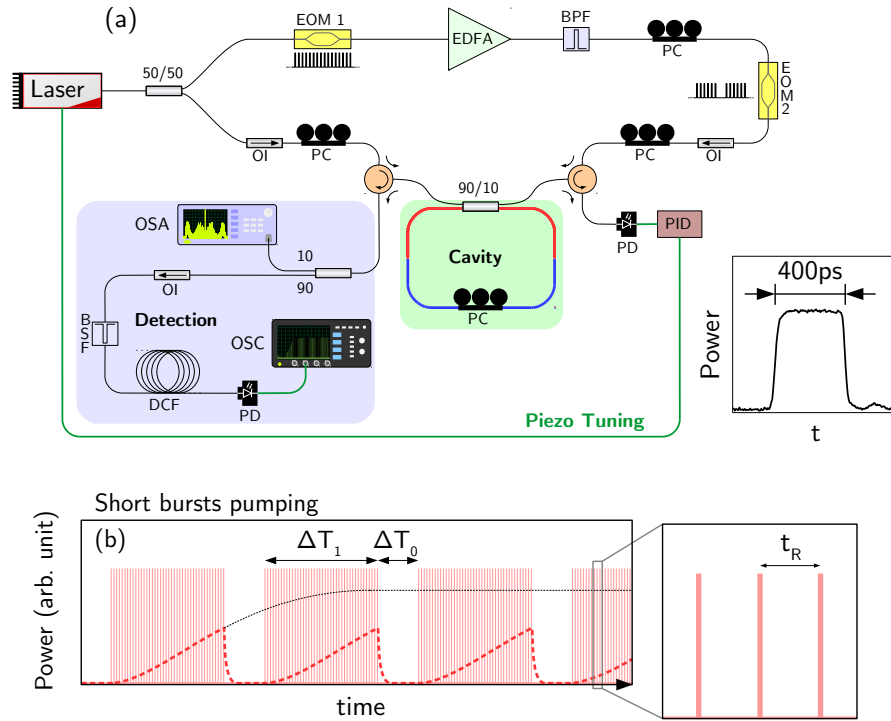 (a)
EOM 1
EDFA
BPF
PC
50/50
Laser
EOM2
OI
PC
PC
OI
90/10
OSA
10
90
Cavity
PC
PD
PID
OI
BSF
Detection
OSC
DCF
PD
Piezo Tuning
400ps
Power
t
Short bursts pumping
(b)
ΔT1
ΔT0
tR
Power (arb. unit)
time